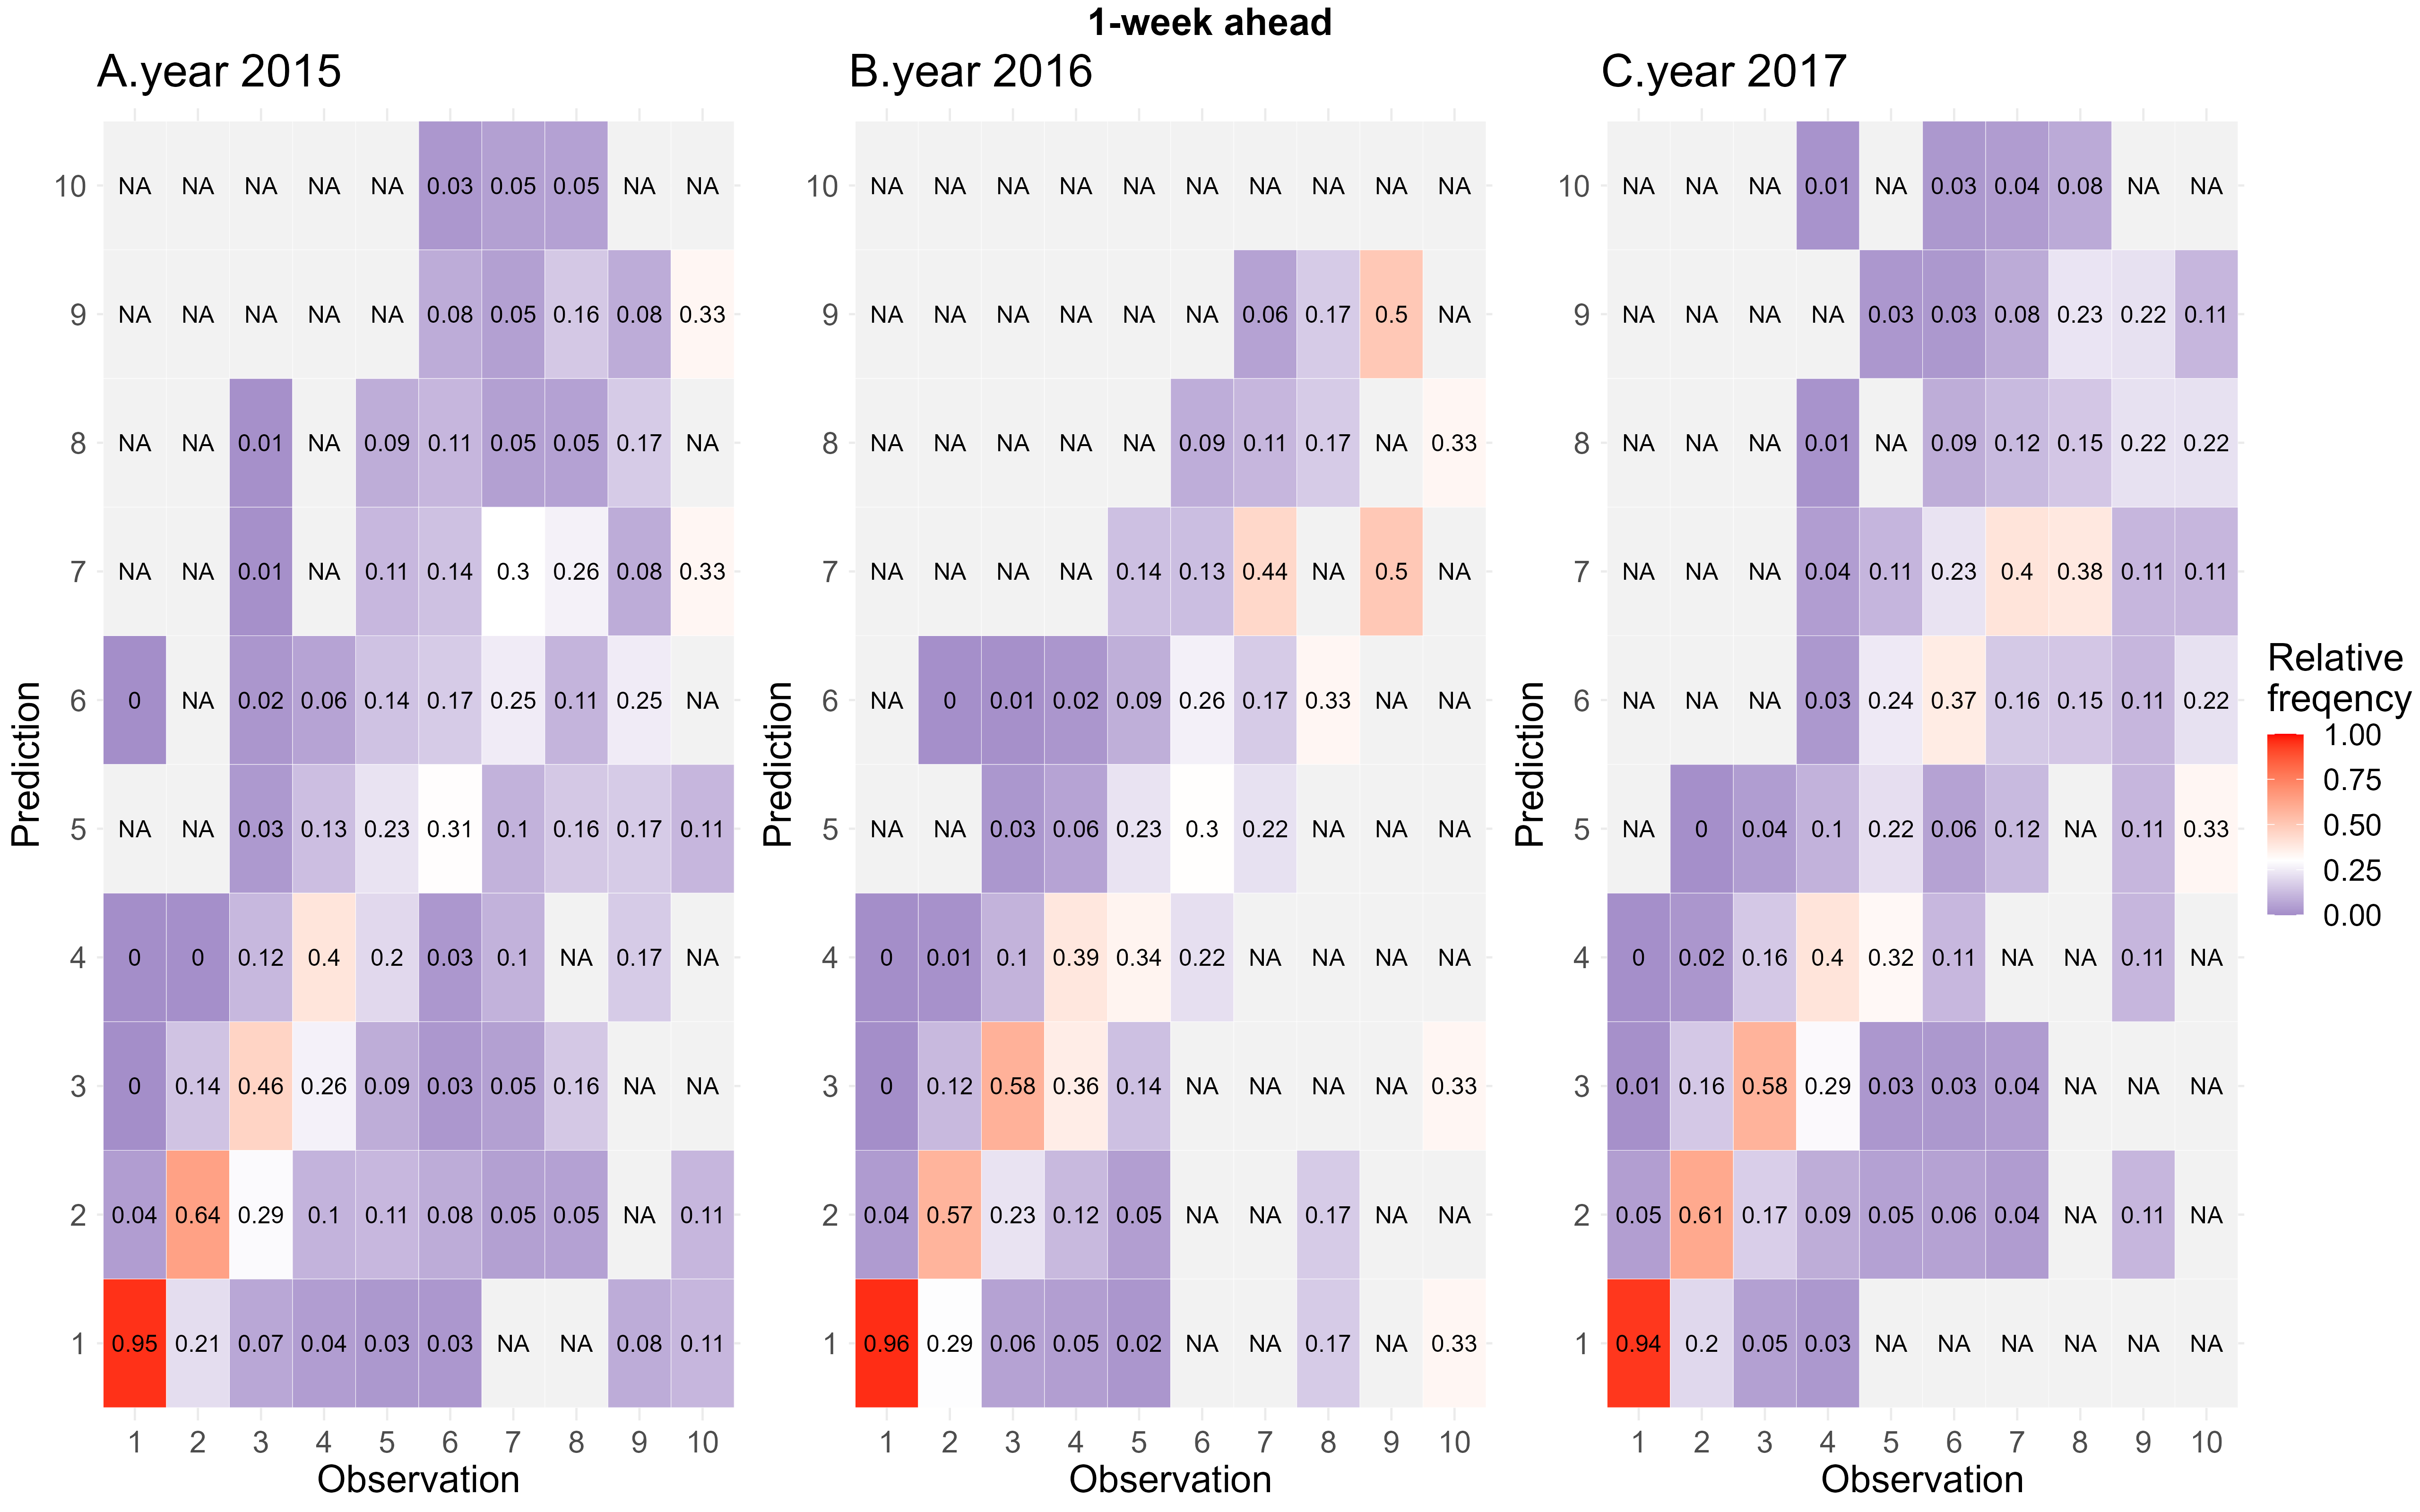 1-week ahead
A.year 2015
B.year 2016
C.year 2017
10 NA NA NA NA NA 0.03 0.05 0.05 NA NA
9 NA NA NA NA NA 0.08 0.05 0.16 0.08 0.33
8 NA NA 0.01 NA 0.09 0.11 0.05 0.05 0.17 NA
7 NA NA 0.01 NA 0.11 0.14 0.3 0.26 0.08 0.33
6 0 NA 0.02 0.06 0.14 0.17 0.25 0.11 0.25 NA
5 NA NA 0.03 0.13 0.23 0.31 0.1 0.16 0.17 0.11
4 0 0 0.12 0.4 0.2 0.03 0.1 NA 0.17 NA
3 0 0.14 0.46 0.26 0.09 0.03 0.05 0.16 NA NA
2 0.04 0.64 0.29 0.1 0.11 0.08 0.05 0.05 NA 0.11
1 0.95 0.21 0.07 0.04 0.03 0.03 NA NA 0.08 0.11
1 2 3 4 5 6 7 8 9 10
Observation
Prediction
10 NA NA NA NA NA NA NA NA NA NA
9 NA NA NA NA NA NA 0.06 0.17 0.5 NA
8 NA NA NA NA NA 0.09 0.11 0.17 NA 0.33
7 NA NA NA NA 0.14 0.13 0.44 NA 0.5 NA
6 NA 0 0.01 0.02 0.09 0.26 0.17 0.33 NA NA
5 NA NA 0.03 0.06 0.23 0.3 0.22 NA NA NA
4 0 0.01 0.1 0.39 0.34 0.22 NA NA NA NA
3 0 0.12 0.58 0.36 0.14 NA NA NA NA 0.33
2 0.04 0.57 0.23 0.12 0.05 NA NA 0.17 NA NA
1 0.96 0.29 0.06 0.05 0.02 NA NA 0.17 NA 0.33
1 2 3 4 5 6 7 8 9 10
Observation
Prediction
10 NA NA NA 0.01 NA 0.03 0.04 0.08 NA NA
9 NA NA NA NA 0.03 0.03 0.08 0.23 0.22 0.11
8 NA NA NA 0.01 NA 0.09 0.12 0.15 0.22 0.22
7 NA NA NA 0.04 0.11 0.23 0.4 0.38 0.11 0.11
6 NA NA NA 0.03 0.24 0.37 0.16 0.15 0.11 0.22
5 NA 0 0.04 0.1 0.22 0.06 0.12 NA 0.11 0.33
4 0 0.02 0.16 0.4 0.32 0.11 NA NA 0.11 NA
3 0.01 0.16 0.58 0.29 0.03 0.03 0.04 NA NA NA
2 0.05 0.61 0.17 0.09 0.05 0.06 0.04 NA 0.11 NA
1 0.94 0.2 0.05 0.03 NA NA NA NA NA NA
1 2 3 4 5 6 7 8 9 10
Observation
Prediction
Relative
freqency
1.00
0.75
0.50
0.25
0.00